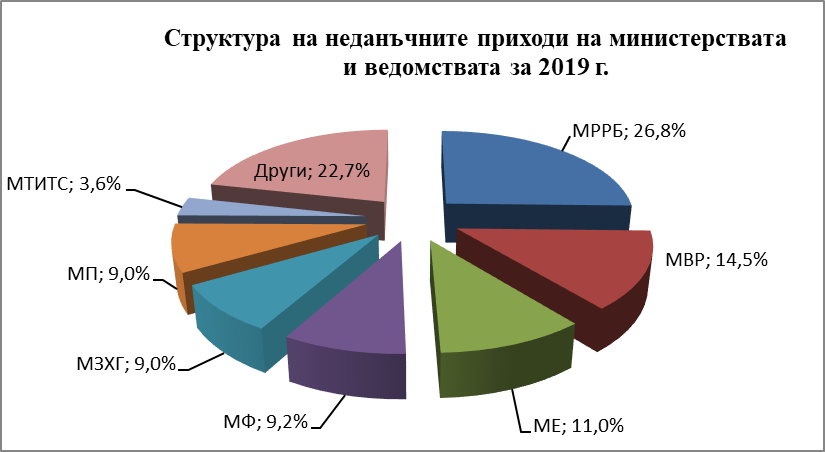 Структура на неданъчните приходи на министерствата
и ведомствата за 2019 г.
МРРБ; 26,8%
МВР; 14,5%
МЕ; 11,0%
МФ; 9,2%
МЗХГ; 9,0%
МП; 9,0%
МТИТС; 3,6%
Други; 22,7%